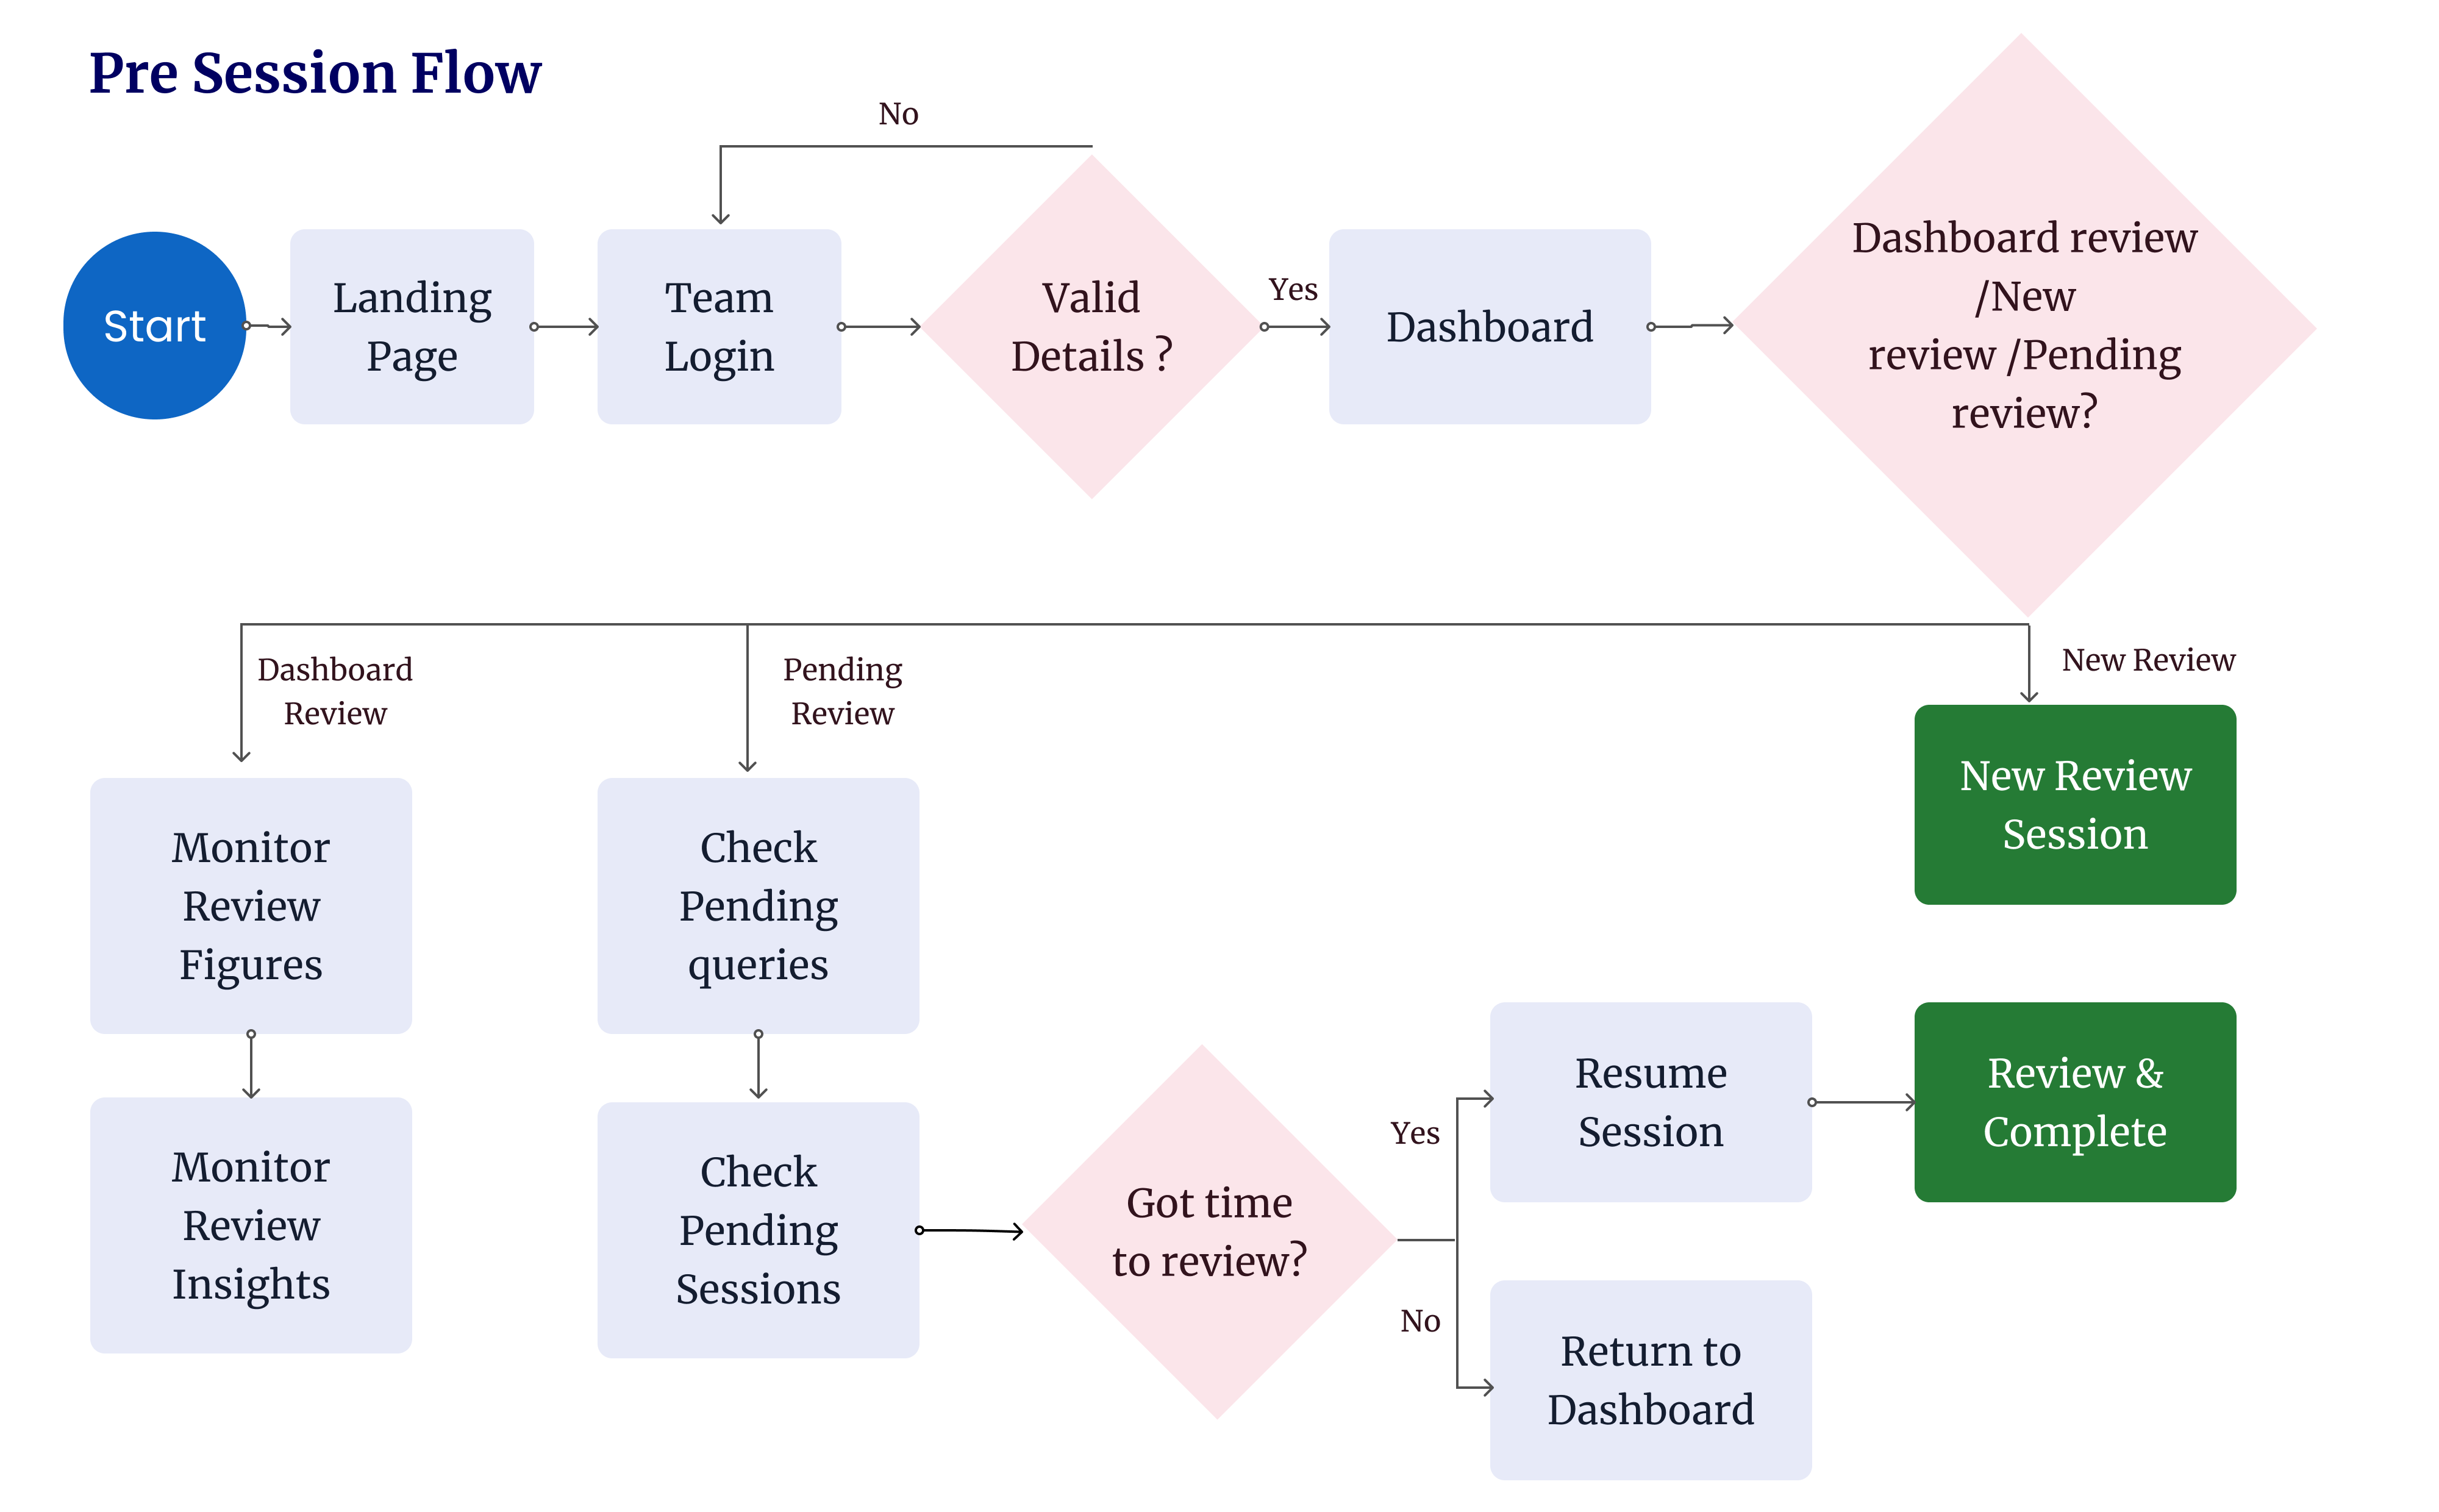 Pre Session Flow
No
Start
Landing
Page
Team
Login
Valid
Details ?
Yes
Dashboard
Dashboard review
/New
review /Pending
review?
Dashboard
Review
Pending
Review
New Review
New Review
Session
Monitor
Review
Figures
Check
Pending
queries
Monitor
Review
Insights
Check
Pending
Sessions
Got time
to review?
Yes
No
Resume
Session
Review &
Complete
Return to
Dashboard